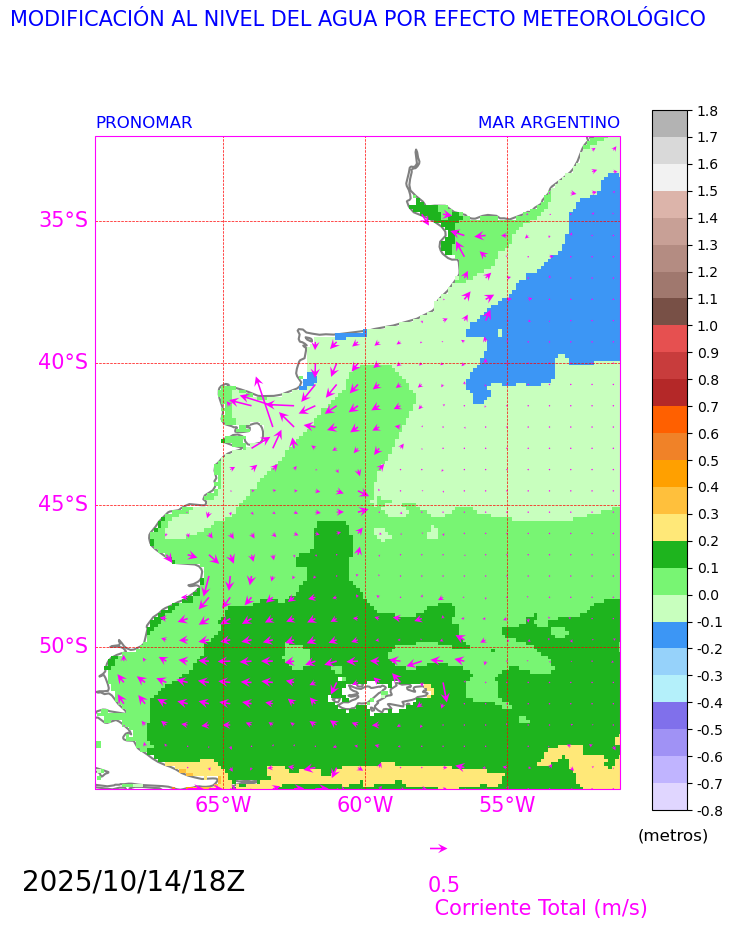 MODIFICACIÓN AL NIVEL DEL AGUA POR EFECTO METEOROLÓGICO
PRONOMAR MAR ARGENTINO
35°S
40°S
45°S
50°S
65°W 60°W 55°W
1.8
1.7
1.6
1.5
1.4
1.3
1.2
1.1
1.0
0.9
0.8
0.7
0.6
0.5
0.4
0.3
0.2
0.1
0.0
-0.1
-0.2
-0.3
-0.4
-0.5
-0.6
-0.7
-0.8
(metros)
2025/10/14/18Z
0.5
Corriente Total (m/s)